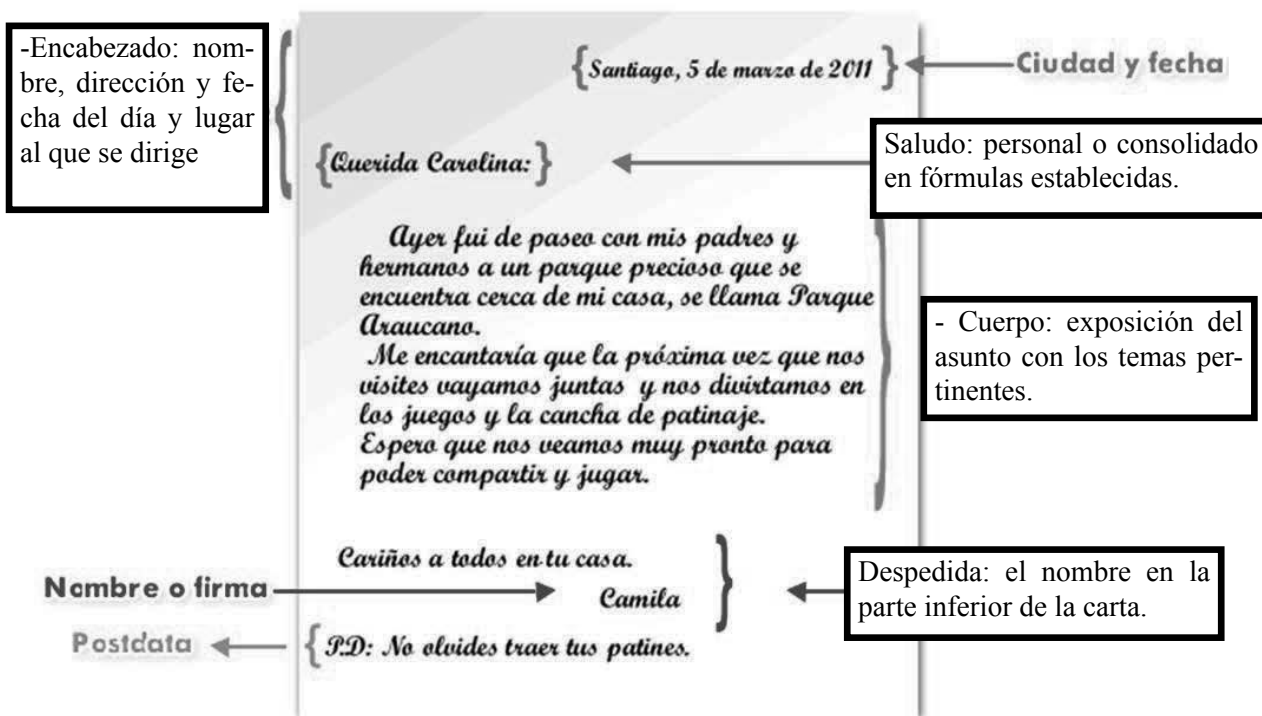 -Encabezado: nom-
bre, dirección y fe-
cha del día y lugar
al que se dirige
Santiago, 5 de marzo de 2011
Ciudad y fecha
Querida Carolina:
Saludo: personal o consolidado
en fórmulas establecidas.
Ayer fui de paseo con mis padres y
hermanos a un parque precioso que se
encuentra cerca de mi casa, se llama Parque
Araucano.
Me encantaría que la próxima vez que nos
visites vayamos juntas y nos divirtamos en
los juegos y la cancha de patinaje.
Espero que nos veamos muy pronto para
poder compartir y jugar.
- Cuerpo: exposición del
asunto con los temas per-
tinentes.
Cariños a todos en tu casa.
Nombre o firma
Camila
Despedida: el nombre en la
parte inferior de la carta.
Postdata
P.D: No olvides traer tus patines.